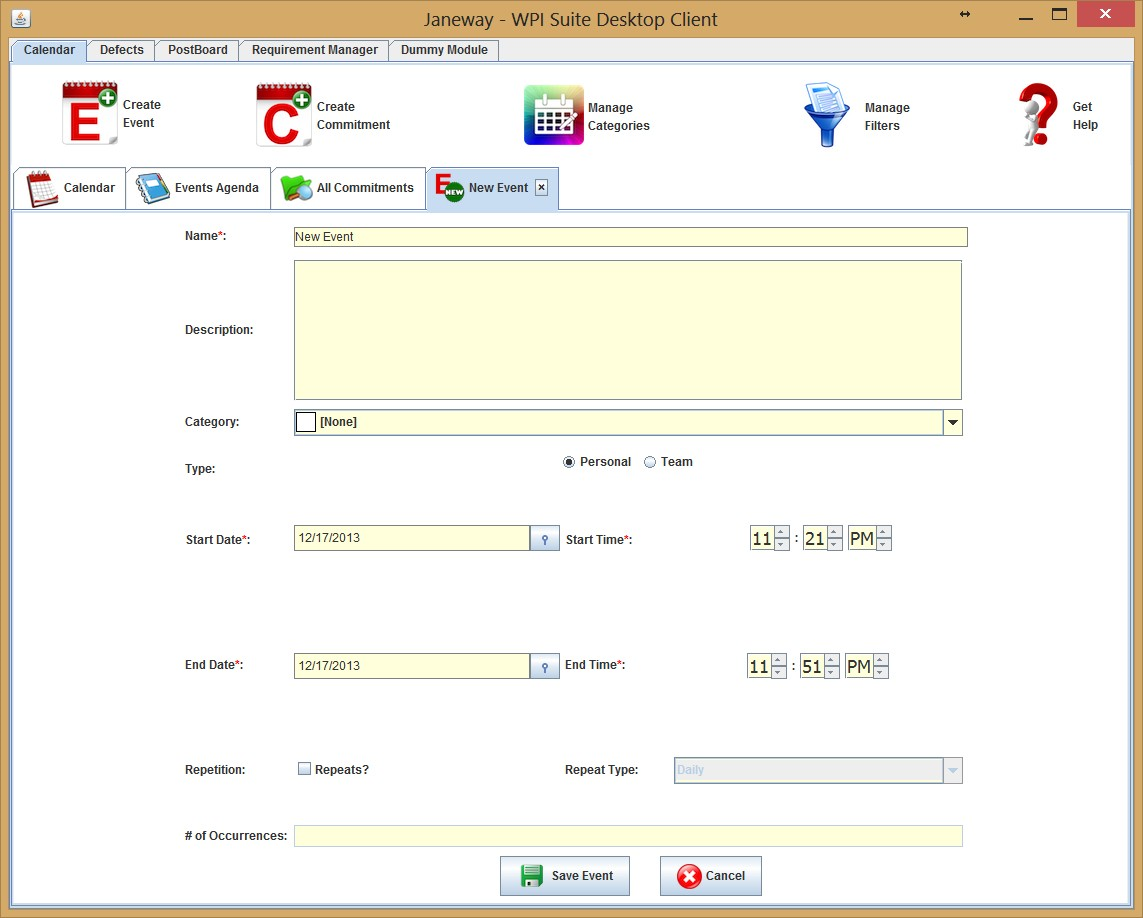 Janeway - WPI Suite Desktop Client
Calendar Defects PostBoard Requirement Manager Dummy Module
E Create Event
C Create Commitment
Manage Categories
Manage Filters
Get Help
Calendar Events Agenda All Commitments E NEW New Event
Name*: New Event
Description:
Category: [None]
Type: Personal Team
Start Date*: 12/17/2013 Start Time*: 11 : 21 PM
End Date*: 12/17/2013 End Time*: 11 : 51 PM
Repetition: Repeats? Repeat Type: Daily
# of Occurrences:
Save Event Cancel